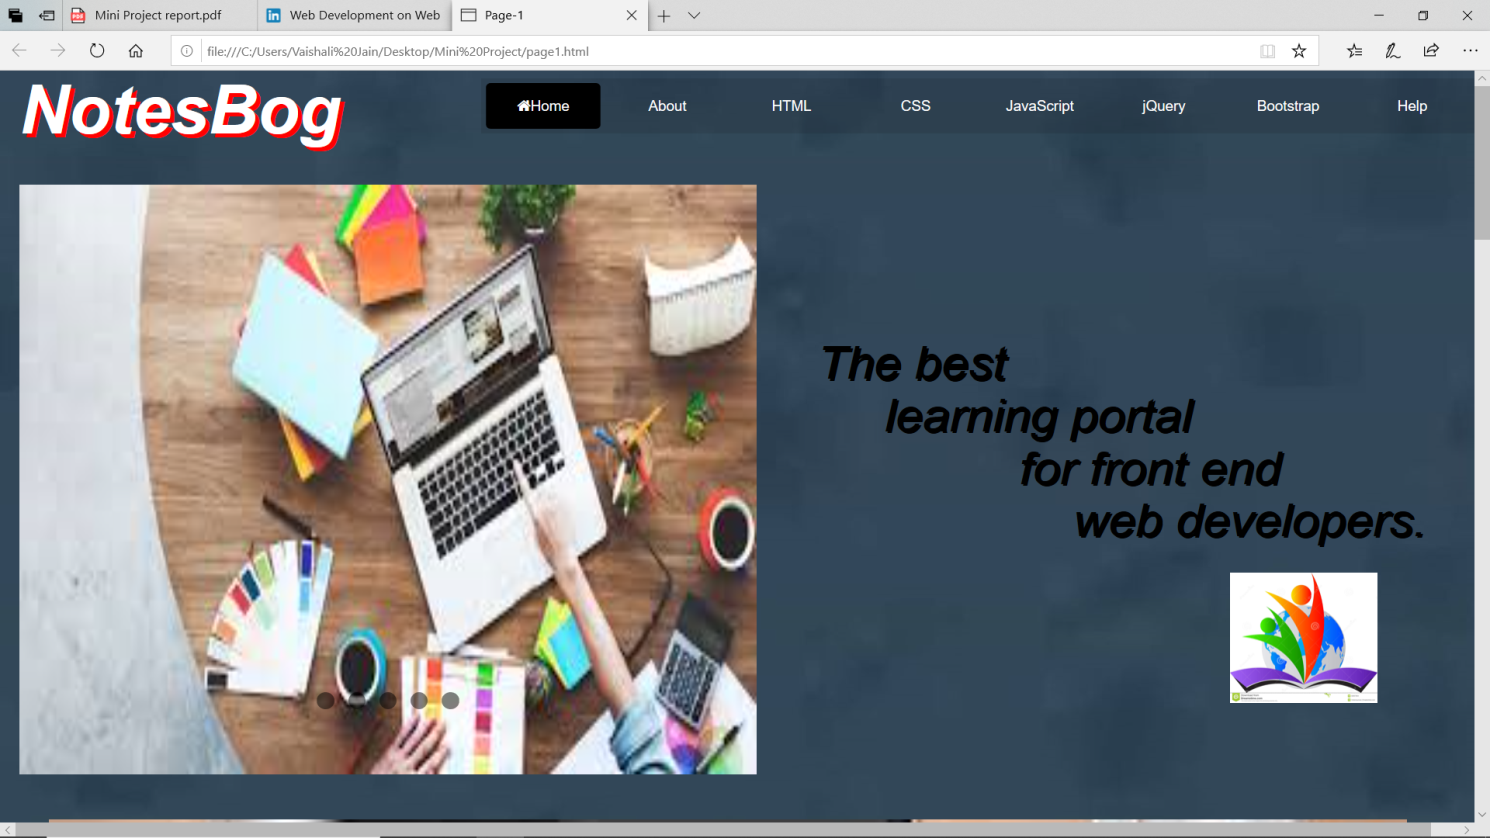 Mini Project report.pdf
Web Development on Web
Page-1
file:///C:/Users/Vaishali%20Jain/Desktop/Mini%20Project/page1.html
NotesBog
Home
About
HTML
CSS
JavaScript
jQuery
Bootstrap
Help
The best
learning portal
for front end
web developers.